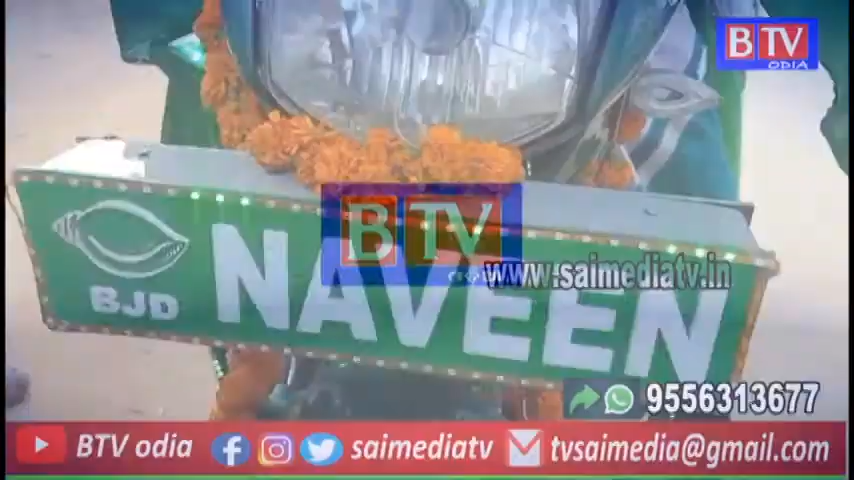 BTV
ODIA
BTV
BJD
NAVEEN
www.saimediatv.in
9556313677
BTV odia saimediatv tvsaimedia@gmail.com